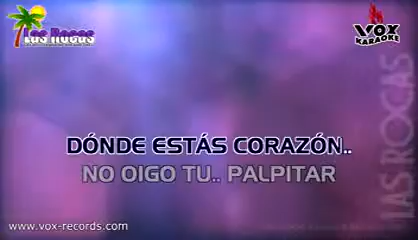 Las Rocas
VOX
KARAOKE
DÓNDE ESTÁS CORAZÓN..
NO OIGO TU.. PALPITAR
LAS ROCAS
www.vox-records.com